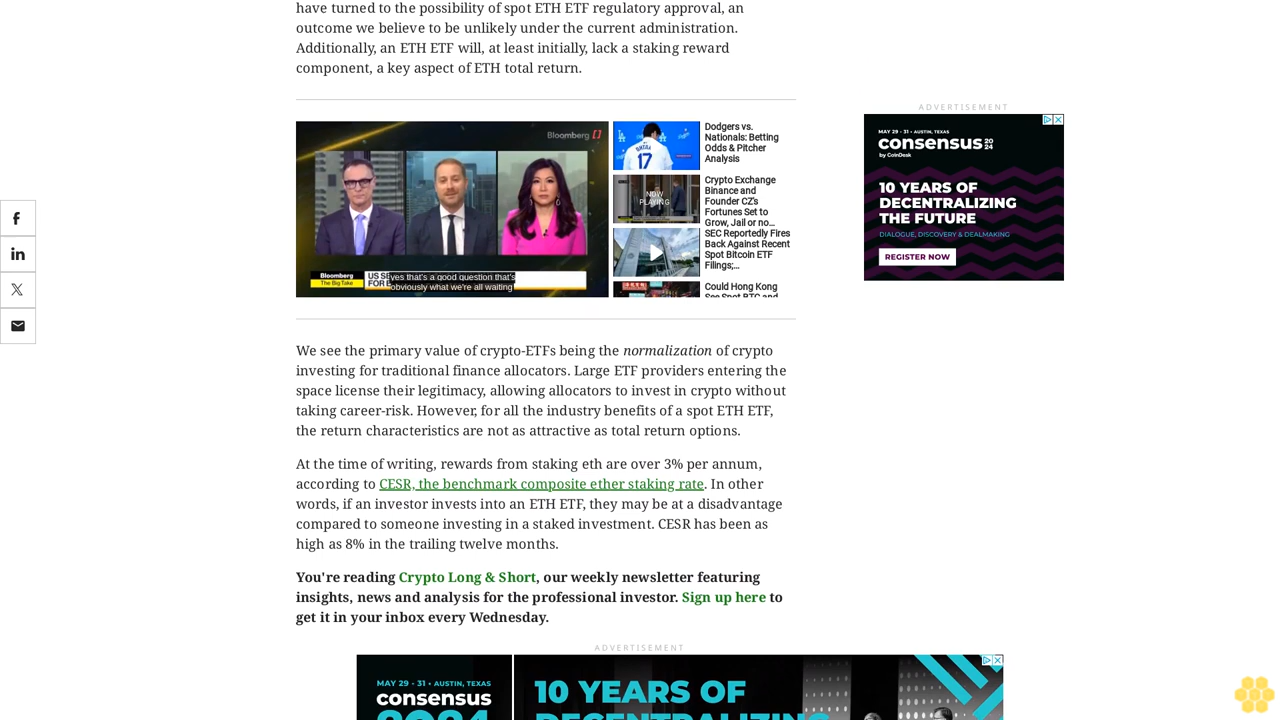 have turned to the possibility of spot ETH ETF regulatory approval, an
outcome we believe to be unlikely under the current administration.
Additionally, an ETH ETF will, at least initially, lack a staking reward
component, a key aspect of ETH total return.
Bloomberg
Bloomberg
The Big Take
US SE
FOR B
yes that's a good question that's
obviously what we're all waiting
17
Dodgers vs.
Nationals: Betting
Odds & Pitcher
Analysis
NOW
PLAYING
Crypto Exchange
Binance and
Founder CZ's
Fortunes Set to
Grow, Jail or no...
SEC Reportedly Fires
Back Against Recent
Spot Bitcoin ETF
Filings;...
Could Hong Kong
See Spot BTC and
ADVERTISEMENT
MAY 29 - 31 • AUSTIN, TEXAS
consensus 2024
by CoinDesk
10 YEARS OF
DECENTRALIZING
THE FUTURE
DIALOGUE, DISCOVERY & DEALMAKING
REGISTER NOW
We see the primary value of crypto-ETFs being the normalization of crypto
investing for traditional finance allocators. Large ETF providers entering the
space license their legitimacy, allowing allocators to invest in crypto without
taking career-risk. However, for all the industry benefits of a spot ETH ETF,
the return characteristics are not as attractive as total return options.
At the time of writing, rewards from staking eth are over 3% per annum,
according to CESR, the benchmark composite ether staking rate. In other
words, if an investor invests into an ETH ETF, they may be at a disadvantage
compared to someone investing in a staked investment. CESR has been as
high as 8% in the trailing twelve months.
You're reading Crypto Long & Short, our weekly newsletter featuring
insights, news and analysis for the professional investor. Sign up here to
get it in your inbox every Wednesday.
ADVERTISEMENT
MAY 29 - 31 • AUSTIN, TEXAS
consensus
2024
10 YEARS OF
DECENTRALIZING